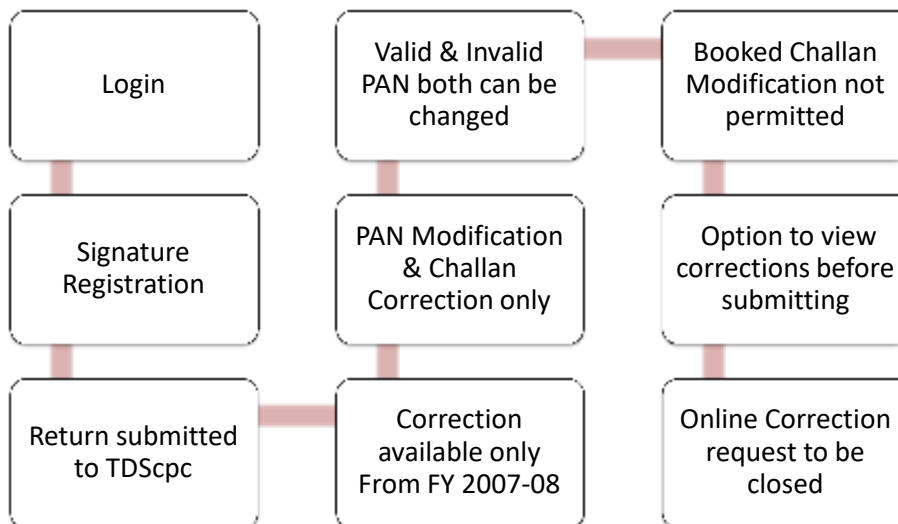 Login
Signature
Registration
Return submitted
to TDScpc
Correction
available only
From FY 2007-08
PAN Modification
& Challan
Correction only
Valid & Invalid
PAN both can be
changed
Booked Challan
Modification not
permitted
Option to view
corrections before
submitting
Online Correction
request to be
closed